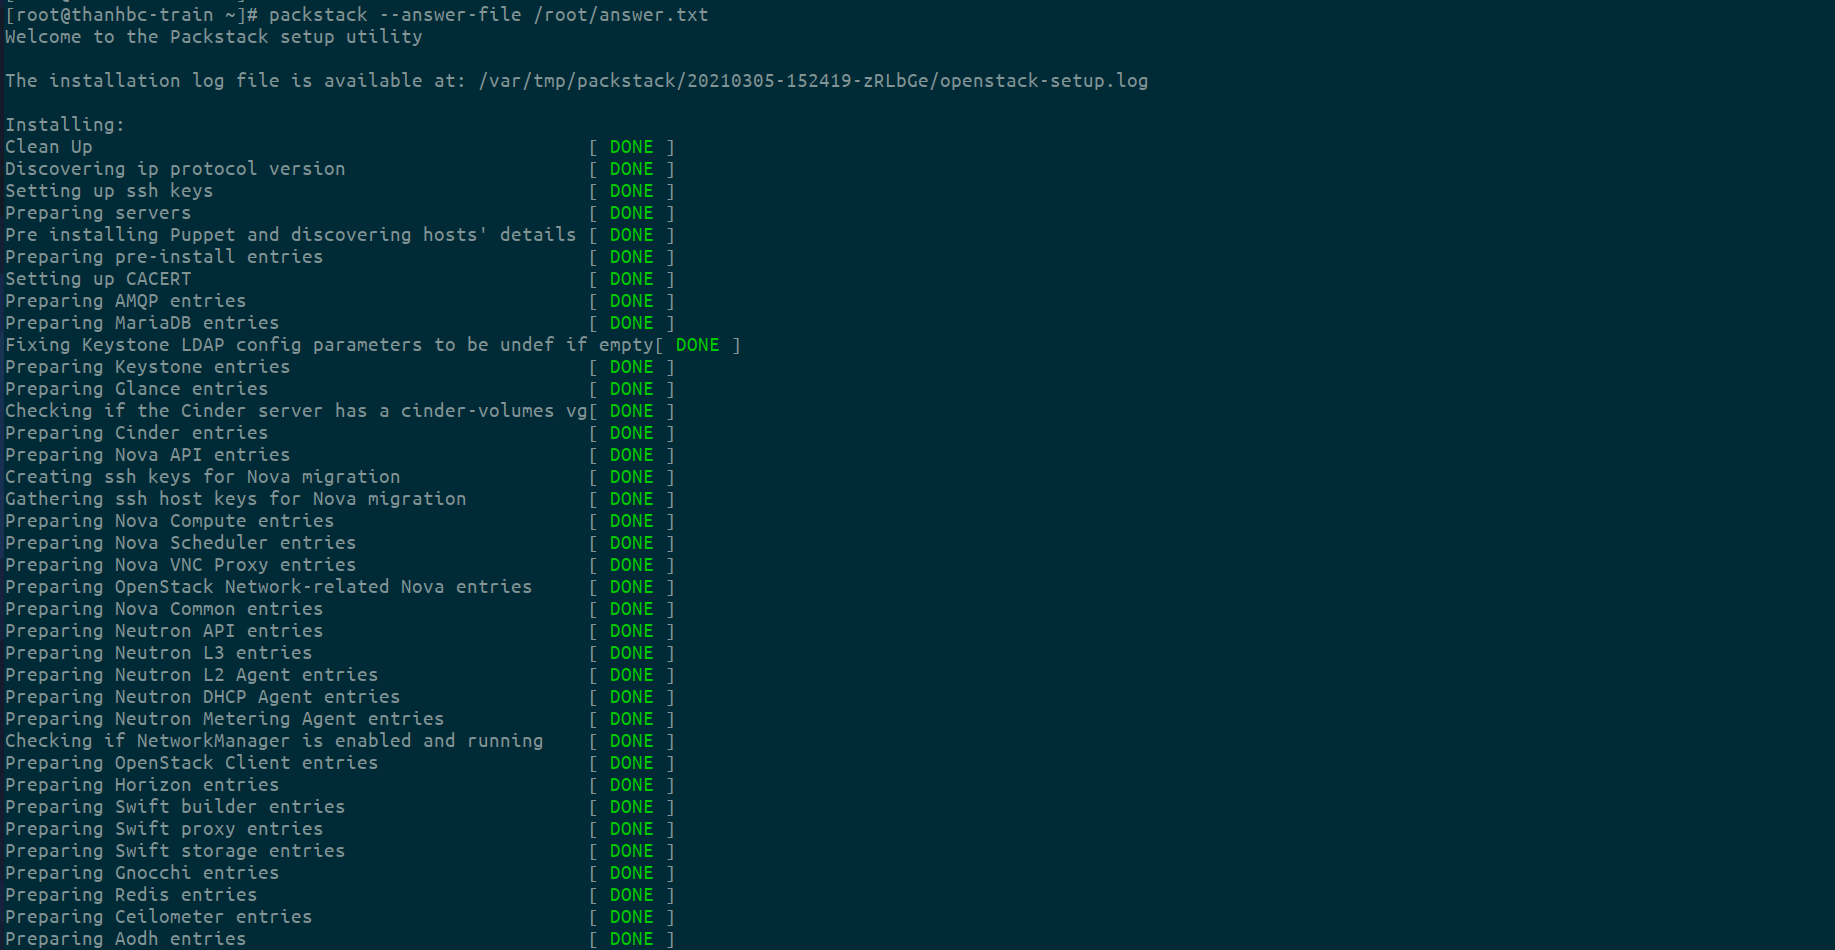 [root@thanhbc-train ~]# packstack --answer-file /root/answer.txt
Welcome to the Packstack setup utility
The installation log file is available at: /var/tmp/packstack/20210305-152419-zRLbGe/openstack-setup.log
Installing:
Clean Up                                             [ DONE ]
Discovering ip protocol version                      [ DONE ]
Setting up ssh keys                                  [ DONE ]
Preparing servers                                    [ DONE ]
Pre installing Puppet and discovering hosts' details [ DONE ]
Preparing pre-install entries                        [ DONE ]
Setting up CACERT                                    [ DONE ]
Preparing AMQP entries                               [ DONE ]
Preparing MariaDB entries                            [ DONE ]
Fixing Keystone LDAP config parameters to be undef if empty[ DONE ]
Preparing Keystone entries                           [ DONE ]
Preparing Glance entries                             [ DONE ]
Checking if the Cinder server has a cinder-volumes vg[ DONE ]
Preparing Cinder entries                             [ DONE ]
Preparing Nova API entries                           [ DONE ]
Creating ssh keys for Nova migration                 [ DONE ]
Gathering ssh host keys for Nova migration           [ DONE ]
Preparing Nova Compute entries                       [ DONE ]
Preparing Nova Scheduler entries                     [ DONE ]
Preparing Nova VNC Proxy entries                     [ DONE ]
Preparing OpenStack Network-related Nova entries     [ DONE ]
Preparing Nova Common entries                        [ DONE ]
Preparing Neutron API entries                        [ DONE ]
Preparing Neutron L3 entries                         [ DONE ]
Preparing Neutron L2 Agent entries                   [ DONE ]
Preparing Neutron DHCP Agent entries                 [ DONE ]
Preparing Neutron Metering Agent entries             [ DONE ]
Checking if NetworkManager is enabled and running    [ DONE ]
Preparing OpenStack Client entries                   [ DONE ]
Preparing Horizon entries                            [ DONE ]
Preparing Swift builder entries                      [ DONE ]
Preparing Swift proxy entries                        [ DONE ]
Preparing Swift storage entries                      [ DONE ]
Preparing Gnocchi entries                            [ DONE ]
Preparing Redis entries                              [ DONE ]
Preparing Ceilometer entries                         [ DONE ]
Preparing Aodh entries                               [ DONE ]